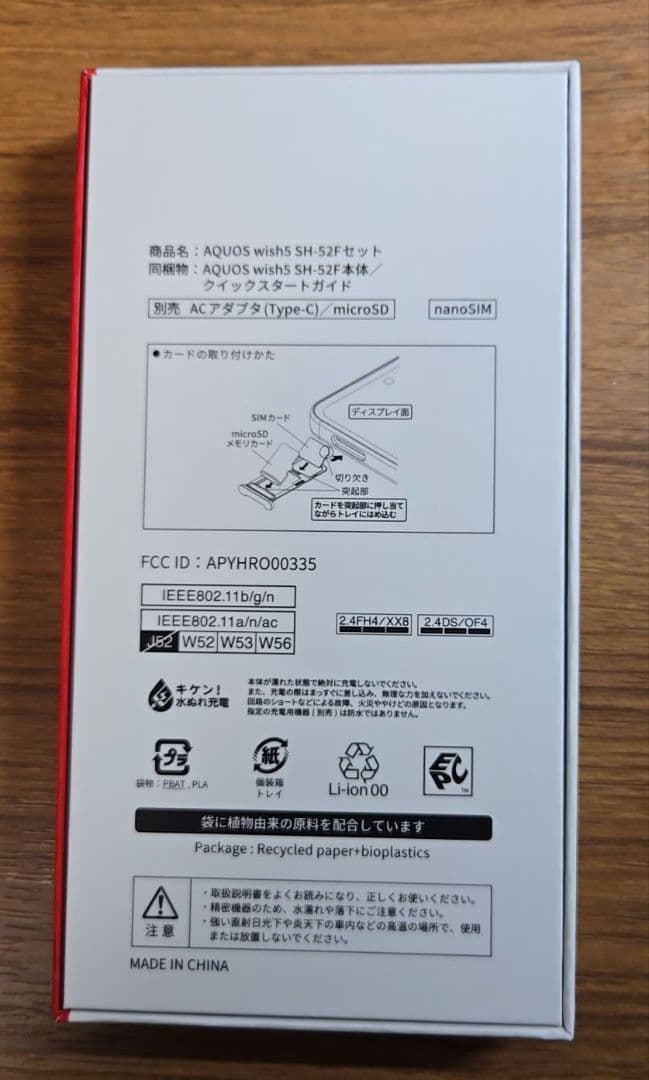 商品名：AQUOS wish5 SH-52Fセット
同梱物：AQUOS wish5 SH-52F本体／
クイックスタートガイド
別売 ACアダプタ(Type-C)／microSD
nanoSIM
●カードの取り付けかた
SIMカード
ディスプレイ面
microSD
メモリカード
切り欠き
突起部
カードを突起部に押し当て
ながらトレイにはめ込む
FCC ID：APYHRO00335
IEEE802.11b/g/n
IEEE802.11a/n/ac
J52 W52 W53 W56
2.4FH4/XX8
2.4DS/OF4
キケン！
水ぬれ充電
本体が濡れた状態で絶対に充電しないでください。
また、充電の際はまっすぐに差し込み、無理な力を加えないでください。
回路のショートなどによる故障、火災ややけどの原因となります。
指定の充電用機器(別売)は防水ではありません。
プラ
袋物：PBAT , PLA
紙
個装箱
トレイ
Li-ion 00
EPC
TM
袋に植物由来の原料を配合しています
Package : Recycled paper+bioplastics
注意
・取扱説明書をよくお読みになり、正しくお使いください。
・精密機器のため、水濡れや落下にご注意ください。
・強い直射日光下や炎天下の車内などの高温の場所で、使用
または放置しないでください。
MADE IN CHINA